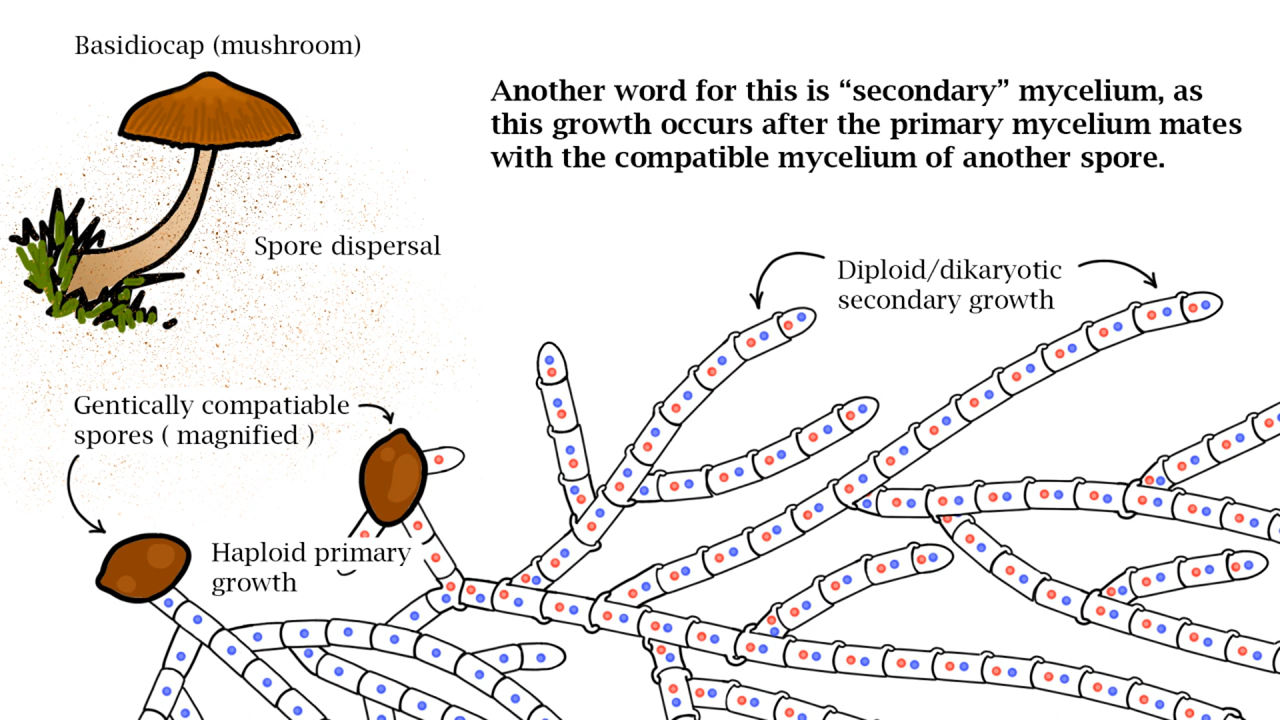 Basidiocap (mushroom)
Another word for this is “secondary” mycelium, as
this growth occurs after the primary mycelium mates
with the compatible mycelium of another spore.
Spore dispersal
Diploid/dikaryotic
secondary growth
Gentically compatiable
spores ( magnified )
Haploid primary
growth